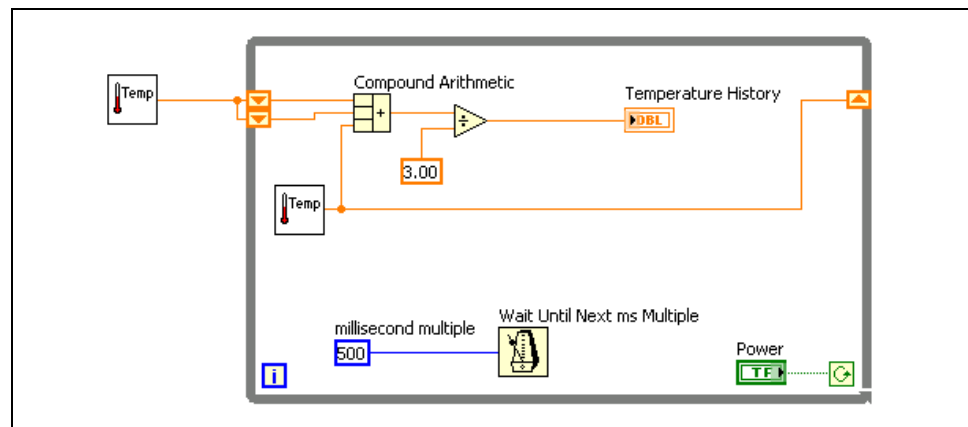 Temp
Compound Arithmetic
Temperature History
+
÷
DBL
3.00
Temp
millisecond multiple
500
Wait Until Next ms Multiple
Power
TF
i